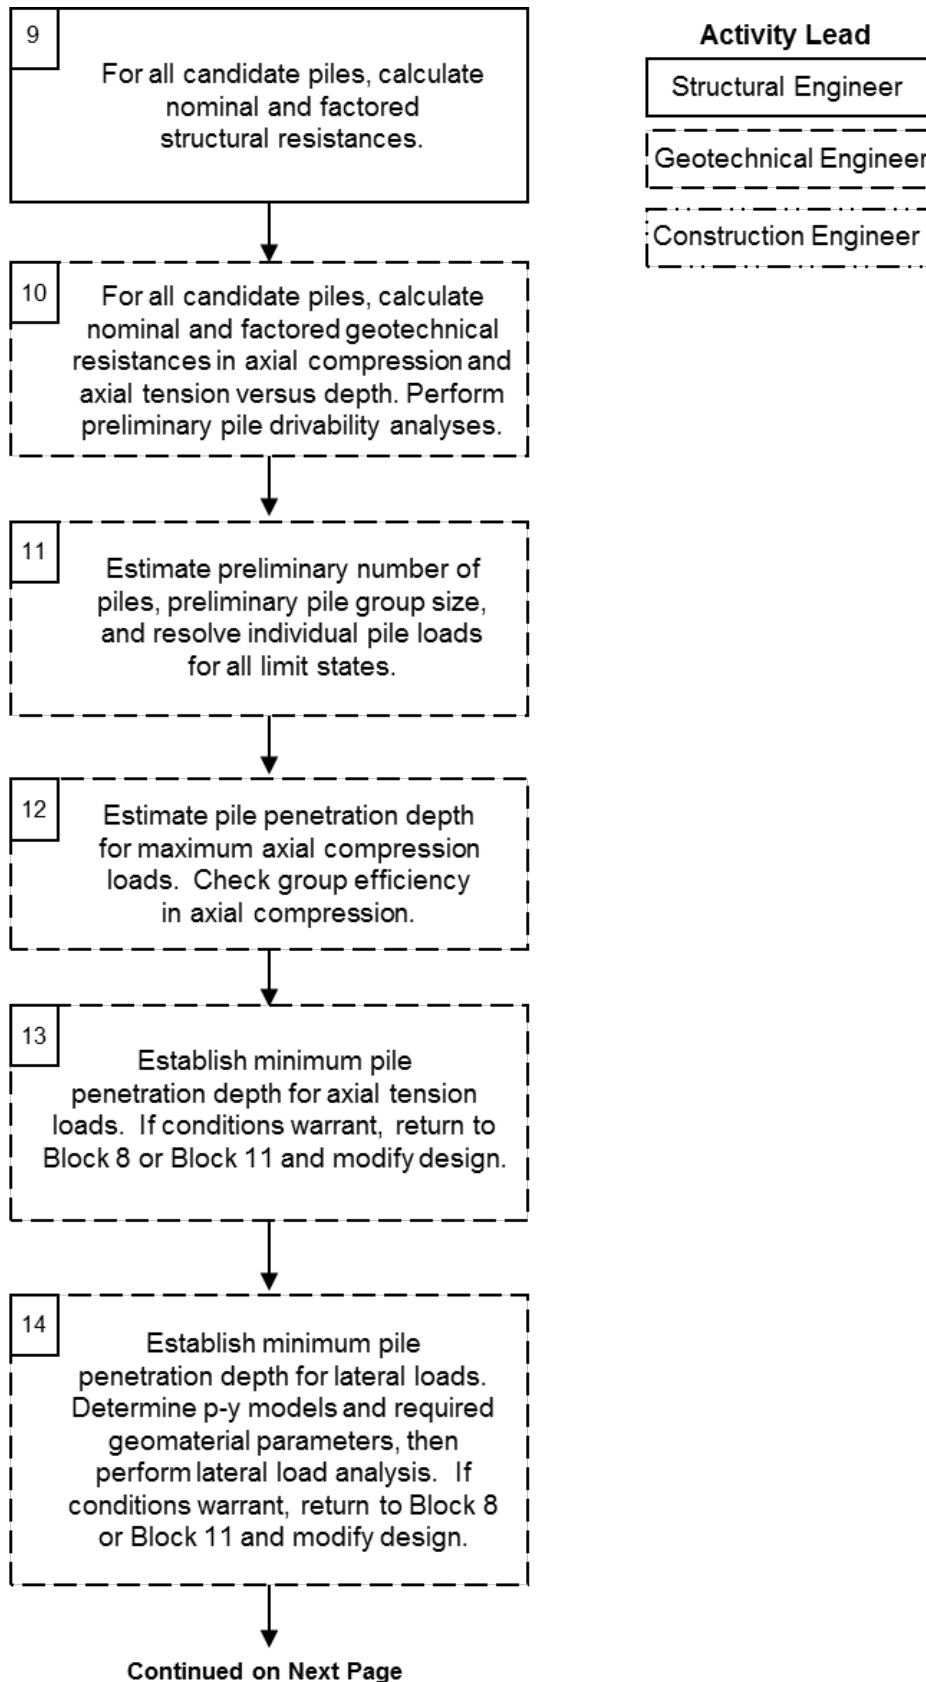 9
For all candidate piles, calculate
nominal and factored
structural resistances.
Activity Lead
Structural Engineer
Geotechnical Engineer
Construction Engineer
10
For all candidate piles, calculate
nominal and factored geotechnical
resistances in axial compression and
axial tension versus depth. Perform
preliminary pile drivability analyses.
11
Estimate preliminary number of
piles, preliminary pile group size,
and resolve individual pile loads
for all limit states.
12
Estimate pile penetration depth
for maximum axial compression
loads. Check group efficiency
in axial compression.
13
Establish minimum pile
penetration depth for axial tension
loads. If conditions warrant, return to
Block 8 or Block 11 and modify design.
14
Establish minimum pile
penetration depth for lateral loads.
Determine p-y models and required
geomaterial parameters, then
perform lateral load analysis. If
conditions warrant, return to Block 8
or Block 11 and modify design.
Continued on Next Page